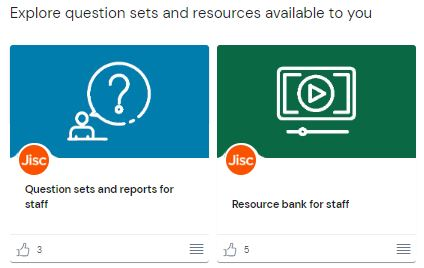 Explore question sets and resources available to you
?
Jisc
Jisc
Question sets and reports for
staff
Resource bank for staff
3
5